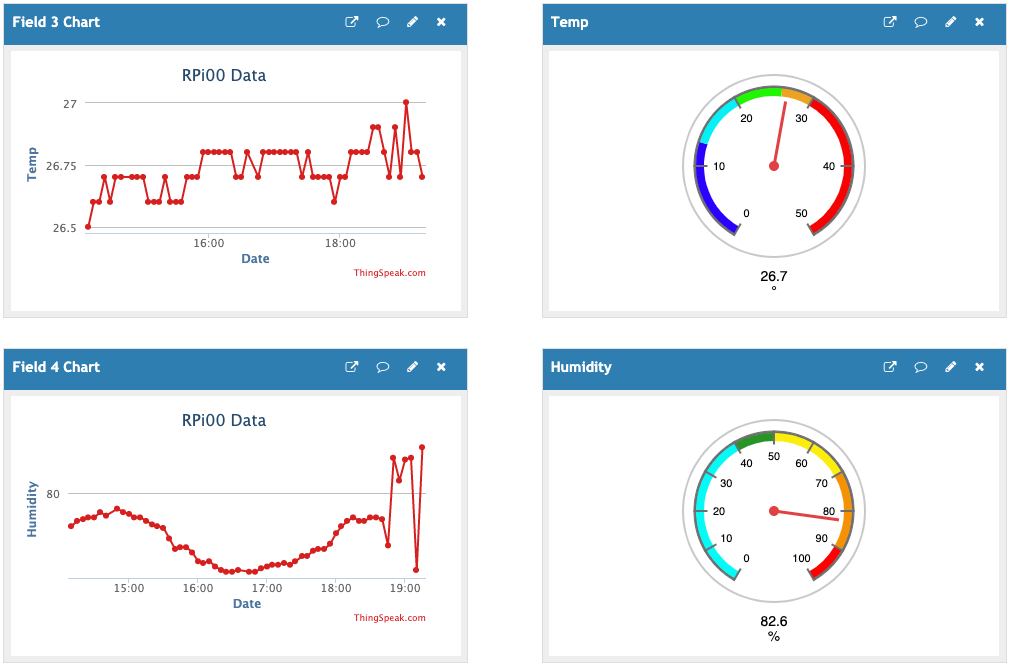 Field 3 Chart
RPi00 Data
27
26.75
26.5
Temp
16:00 18:00
Date
ThingSpeak.com
Temp
0 10 20 30 40 50
26.7
°
Field 4 Chart
RPi00 Data
80
Humidity
15:00 16:00 17:00 18:00 19:00
Date
ThingSpeak.com
Humidity
0 10 20 30 40 50 60 70 80 90 100
82.6
%